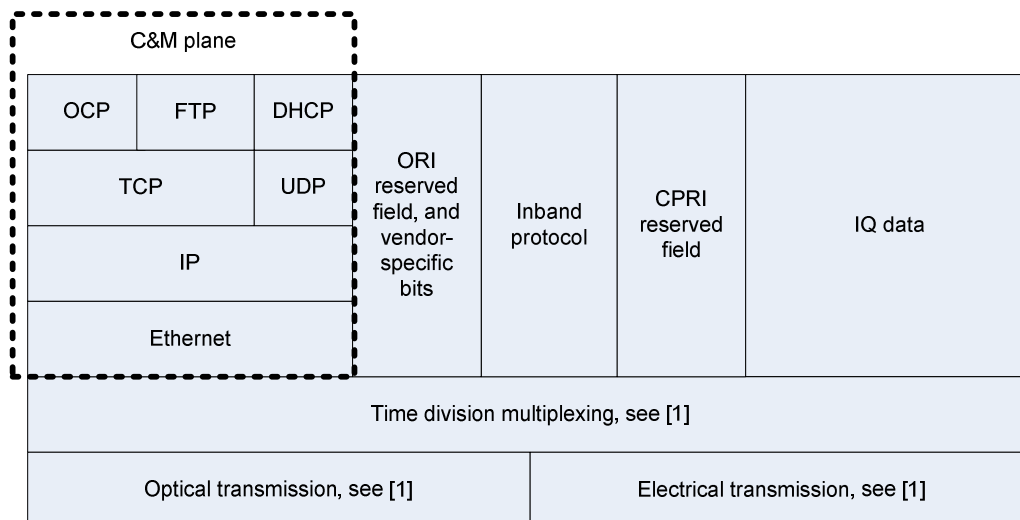 C&M plane
OCP
FTP
DHCP
TCP
UDP
IP
Ethernet
ORI
reserved
field, and
vendor-
specific
bits
Inband
protocol
CPRI
reserved
field
IQ data
Time division multiplexing, see [1]
Optical transmission, see [1]
Electrical transmission, see [1]